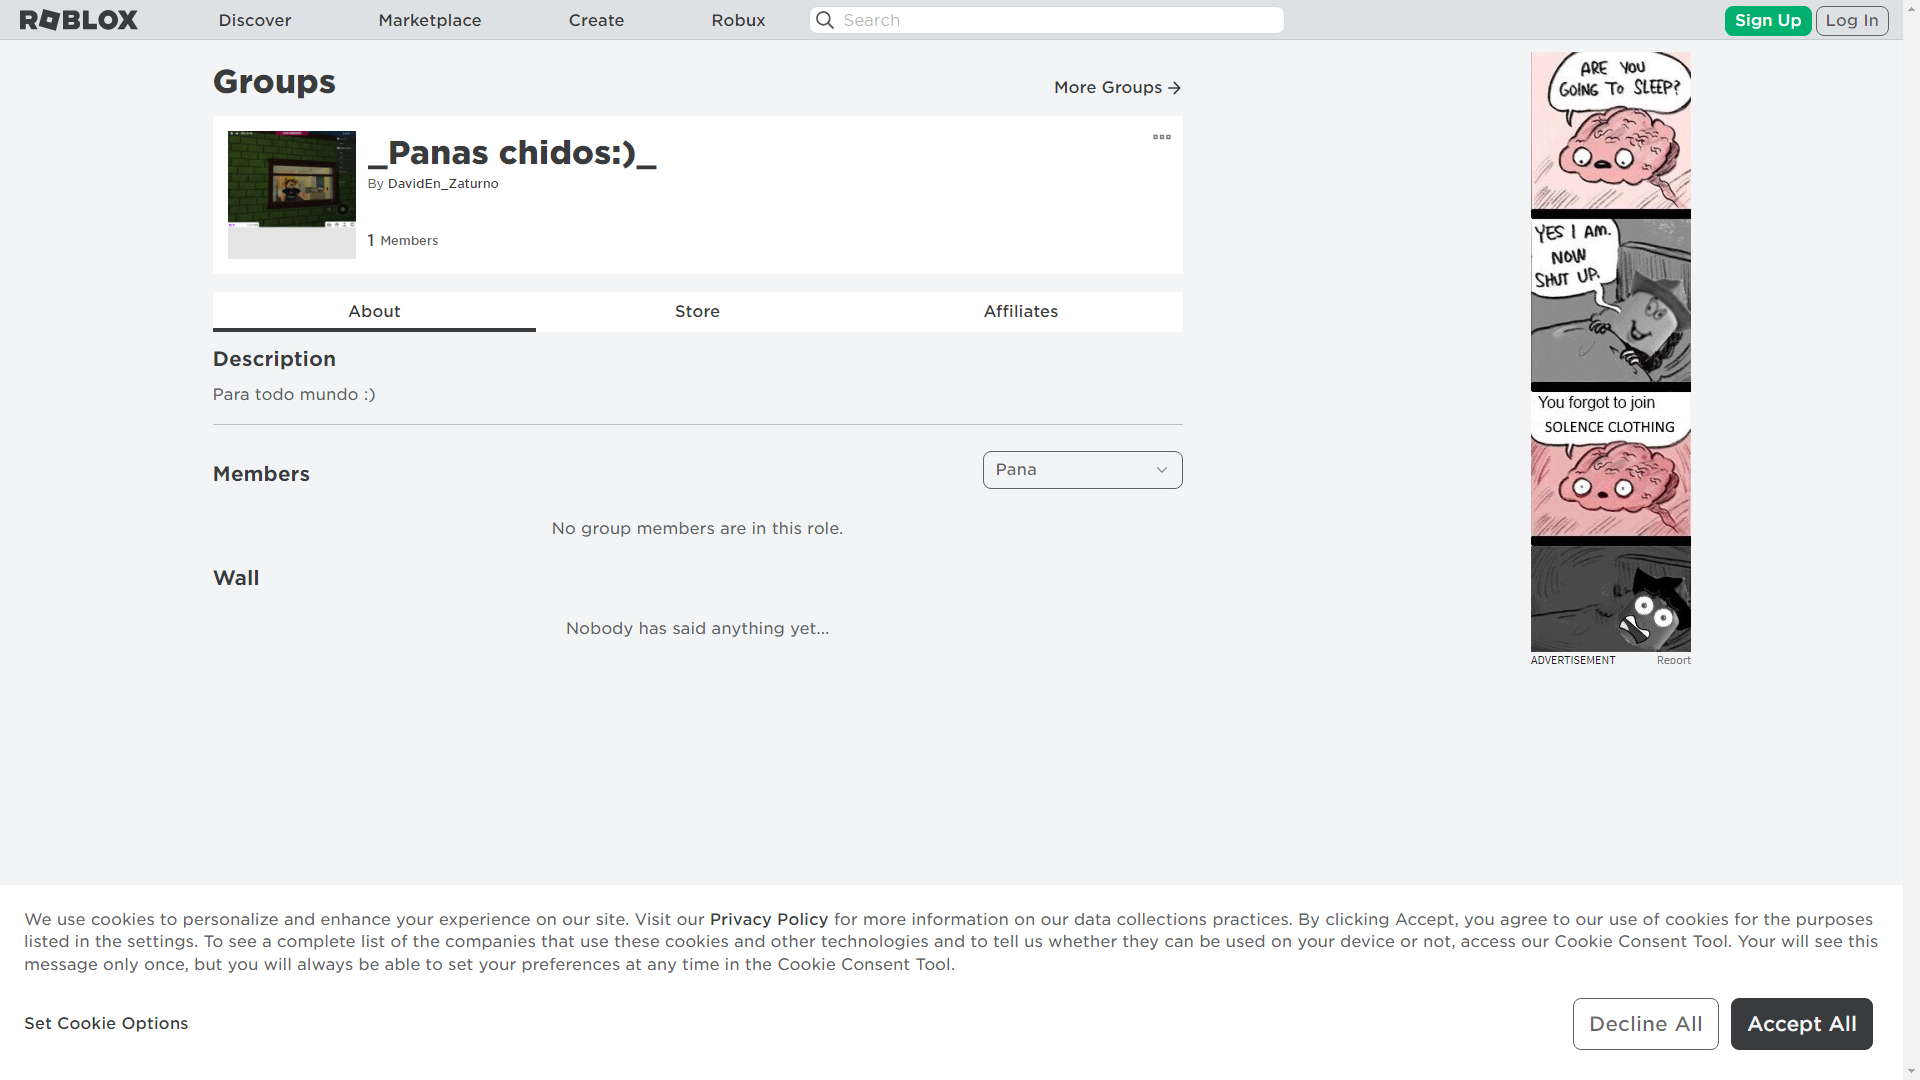 ROBLOX
Discover
Marketplace
Create
Robux
Search
Sign Up
Log In
Groups
More Groups
_Panas chidos:)_
By DavidEn_Zaturno
1 Members
About
Store
Affiliates
Description
Para todo mundo :)
Members
Pana
No group members are in this role.
Wall
Nobody has said anything yet...
ARE YOU
GOING TO SLEEP?
YES I AM.
NOW
SHUT UP.
You forgot to join
SOLENCE CLOTHING
ADVERTISEMENT
Report
We use cookies to personalize and enhance your experience on our site. Visit our Privacy Policy for more information on our data collections practices. By clicking Accept, you agree to our use of cookies for the purposes
listed in the settings. To see a complete list of the companies that use these cookies and other technologies and to tell us whether they can be used on your device or not, access our Cookie Consent Tool. Your will see this
message only once, but you will always be able to set your preferences at any time in the Cookie Consent Tool.
Set Cookie Options
Decline All
Accept All